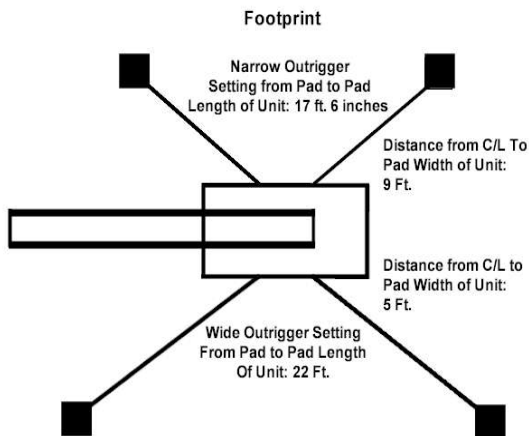 Footprint
Narrow Outrigger
Setting from Pad to Pad
Length of Unit: 17 ft. 6 inches
Distance from C/L To
Pad Width of Unit:
9 Ft.
Distance from C/L to
Pad Width of Unit:
5 Ft.
Wide Outrigger Setting
From Pad to Pad Length
Of Unit: 22 Ft.